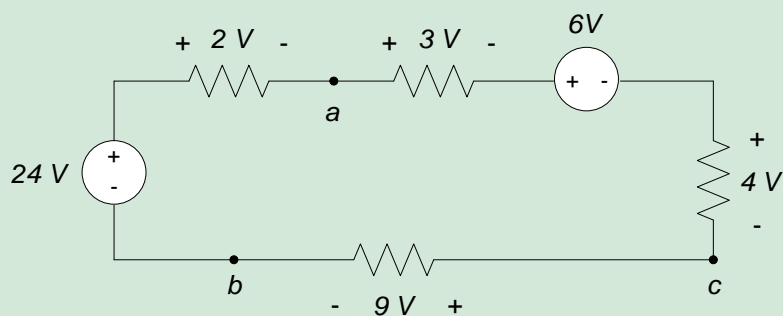 6V
+ 2 V - + 3 V -
+ -
a
+
24 V
-
+
4 V
-
b
c
- 9 V +